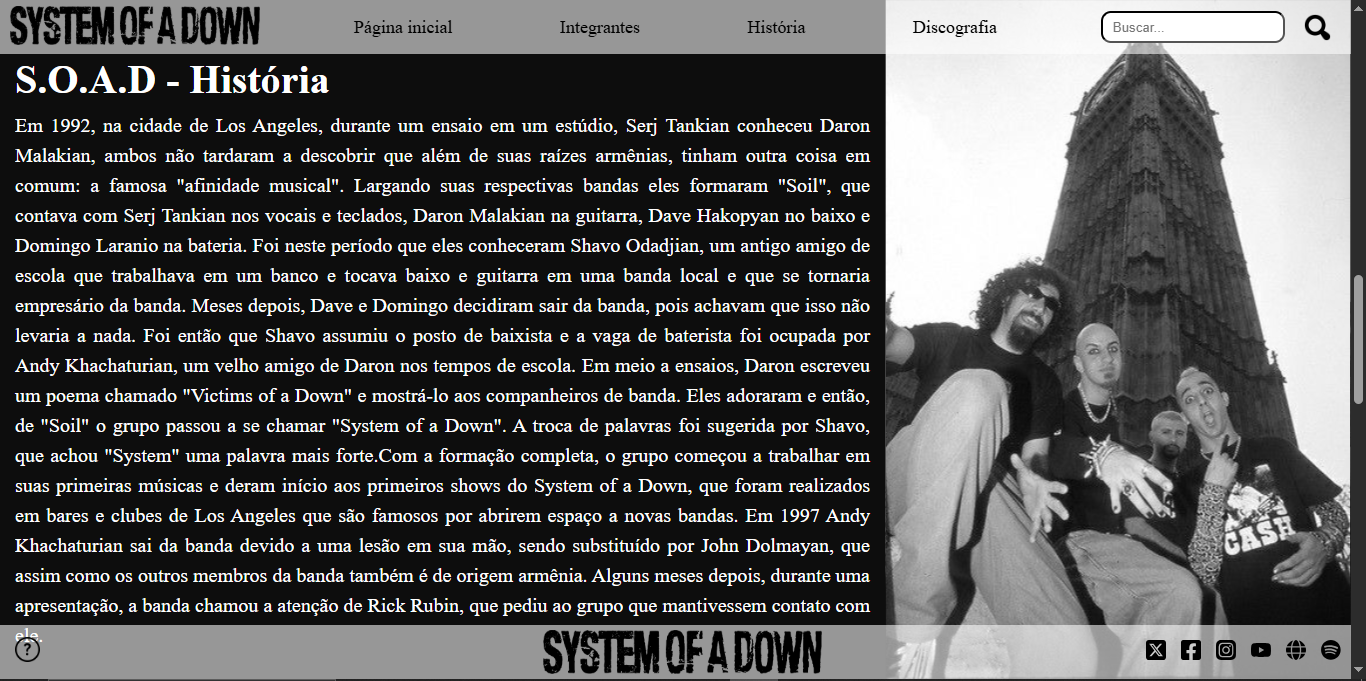 SYSTEM OF A DOWN Página inicial Integrantes História Discografia Buscar...
S.O.A.D - História
Em 1992, na cidade de Los Angeles, durante um ensaio em um estúdio, Serj Tankian conheceu Daron
Malakian, ambos não tardaram a descobrir que além de suas raízes armênias, tinham outra coisa em
comum: a famosa "afinidade musical". Largando suas respectivas bandas eles formaram "Soil", que
contava com Serj Tankian nos vocais e teclados, Daron Malakian na guitarra, Dave Hakopyan no baixo e
Domingo Laranio na bateria. Foi neste período que eles conheceram Shavo Odadjian, um antigo amigo de
escola que trabalhava em um banco e tocava baixo e guitarra em uma banda local e que se tornaria
empresário da banda. Meses depois, Dave e Domingo decidiram sair da banda, pois achavam que isso não
levaria a nada. Foi então que Shavo assumiu o posto de baixista e a vaga de baterista foi ocupada por
Andy Khachaturian, um velho amigo de Daron nos tempos de escola. Em meio a ensaios, Daron escreveu
um poema chamado "Victims of a Down" e mostrá-lo aos companheiros de banda. Eles adoraram e então,
de "Soil" o grupo passou a se chamar "System of a Down". A troca de palavras foi sugerida por Shavo,
que achou "System" uma palavra mais forte.Com a formação completa, o grupo começou a trabalhar em
suas primeiras músicas e deram início aos primeiros shows do System of a Down, que foram realizados
em bares e clubes de Los Angeles que são famosos por abrirem espaço a novas bandas. Em 1997 Andy
Khachaturian sai da banda devido a uma lesão em sua mão, sendo substituído por John Dolmayan, que
assim como os outros membros da banda também é de origem armênia. Alguns meses depois, durante uma
apresentação, a banda chamou a atenção de Rick Rubin, que pediu ao grupo que mantivessem contato com
ele.
CASH
? SYSTEM OF A DOWN